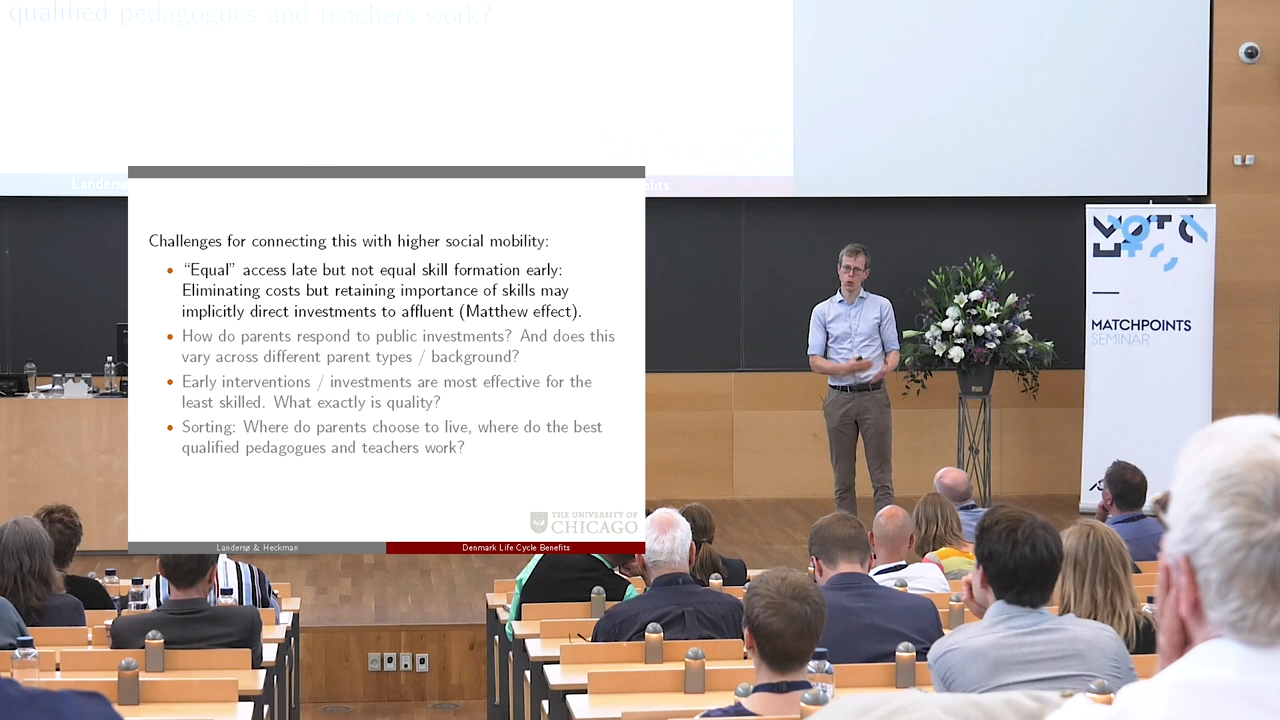 qualified pedagogues and teachers work?
Challenges for connecting this with higher social mobility:
“Equal” access late but not equal skill formation early:
Eliminating costs but retaining importance of skills may
implicitly direct investments to affluent (Matthew effect).
How do parents respond to public investments? And does this
vary across different parent types / background?
Early interventions / investments are most effective for the
least skilled. What exactly is quality?
Sorting: Where do parents choose to live, where do the best
qualified pedagogues and teachers work?
THE UNIVERSITY OF
CHICAGO
Landersø & Heckman
Denmark Life Cycle Benefits
MATCHPOINTS
SEMINAR